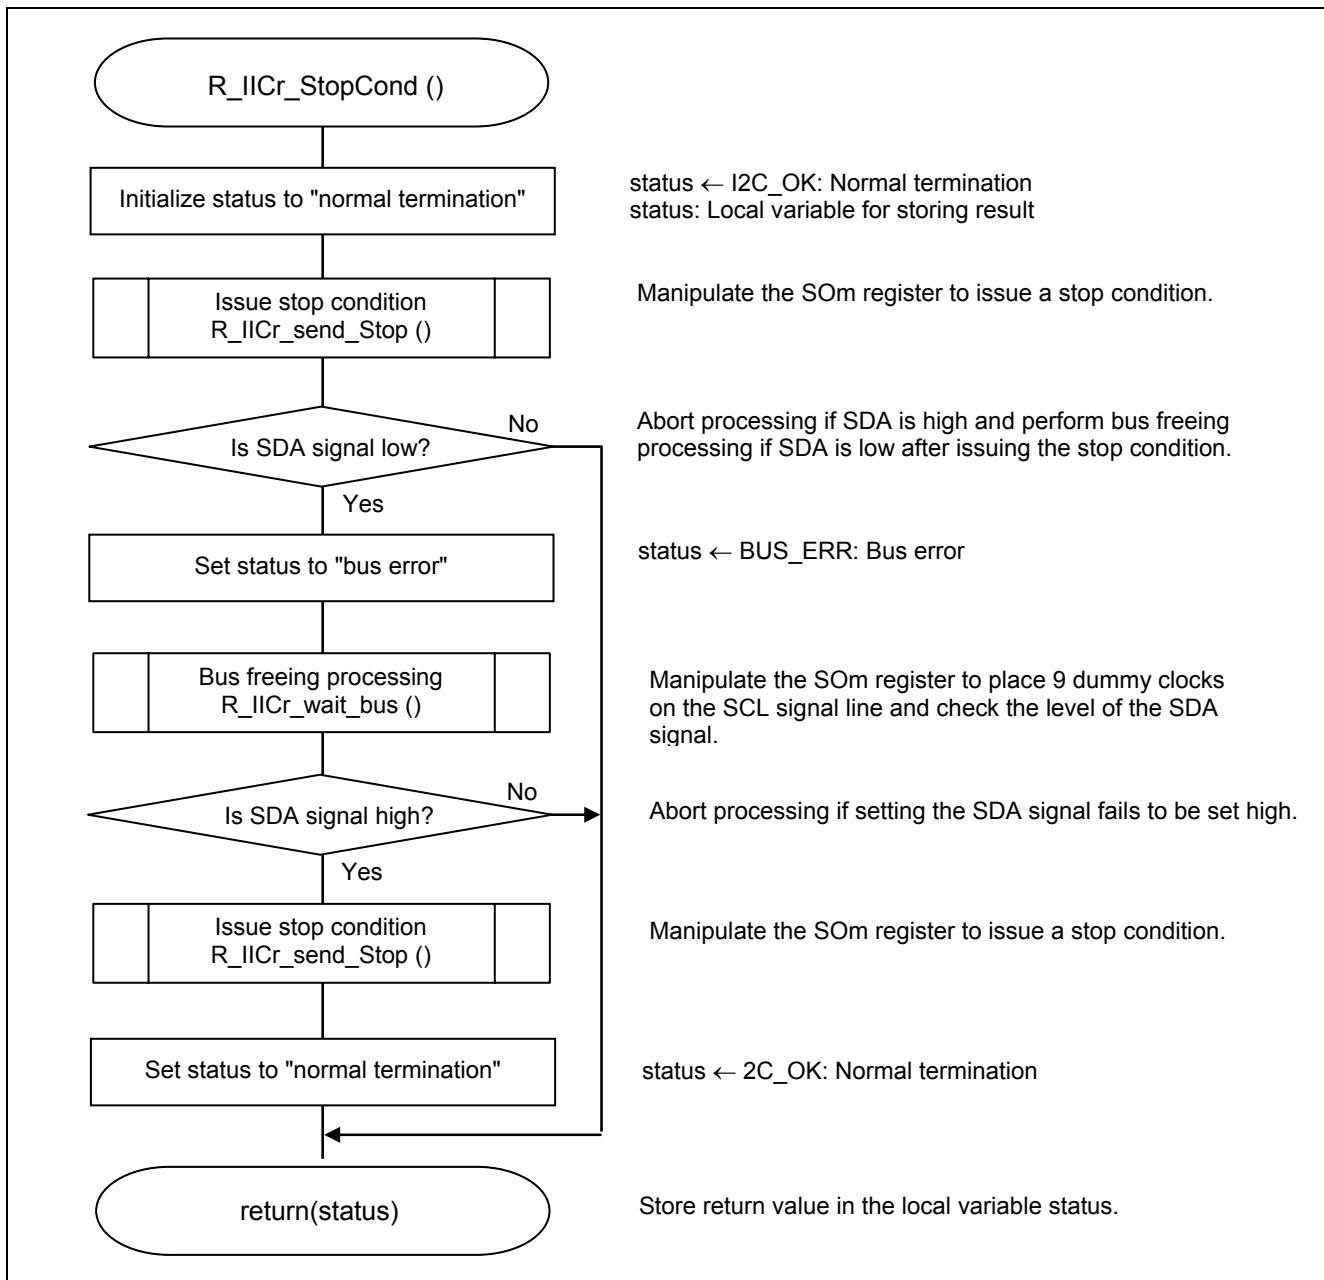 R_IICr_StopCond ()
Initialize status to "normal termination"
status ← I2C_OK: Normal termination
status: Local variable for storing result
Issue stop condition
R_IICr_send_Stop ()
Manipulate the SOm register to issue a stop condition.
Is SDA signal low?
No
Yes
Abort processing if SDA is high and perform bus freeing
processing if SDA is low after issuing the stop condition.
Set status to "bus error"
status ← BUS_ERR: Bus error
Bus freeing processing
R_IICr_wait_bus ()
Manipulate the SOm register to place 9 dummy clocks
on the SCL signal line and check the level of the SDA
signal.
Is SDA signal high?
No
Yes
Abort processing if setting the SDA signal fails to be set high.
Issue stop condition
R_IICr_send_Stop ()
Manipulate the SOm register to issue a stop condition.
Set status to "normal termination"
status ← 2C_OK: Normal termination
return(status)
Store return value in the local variable status.